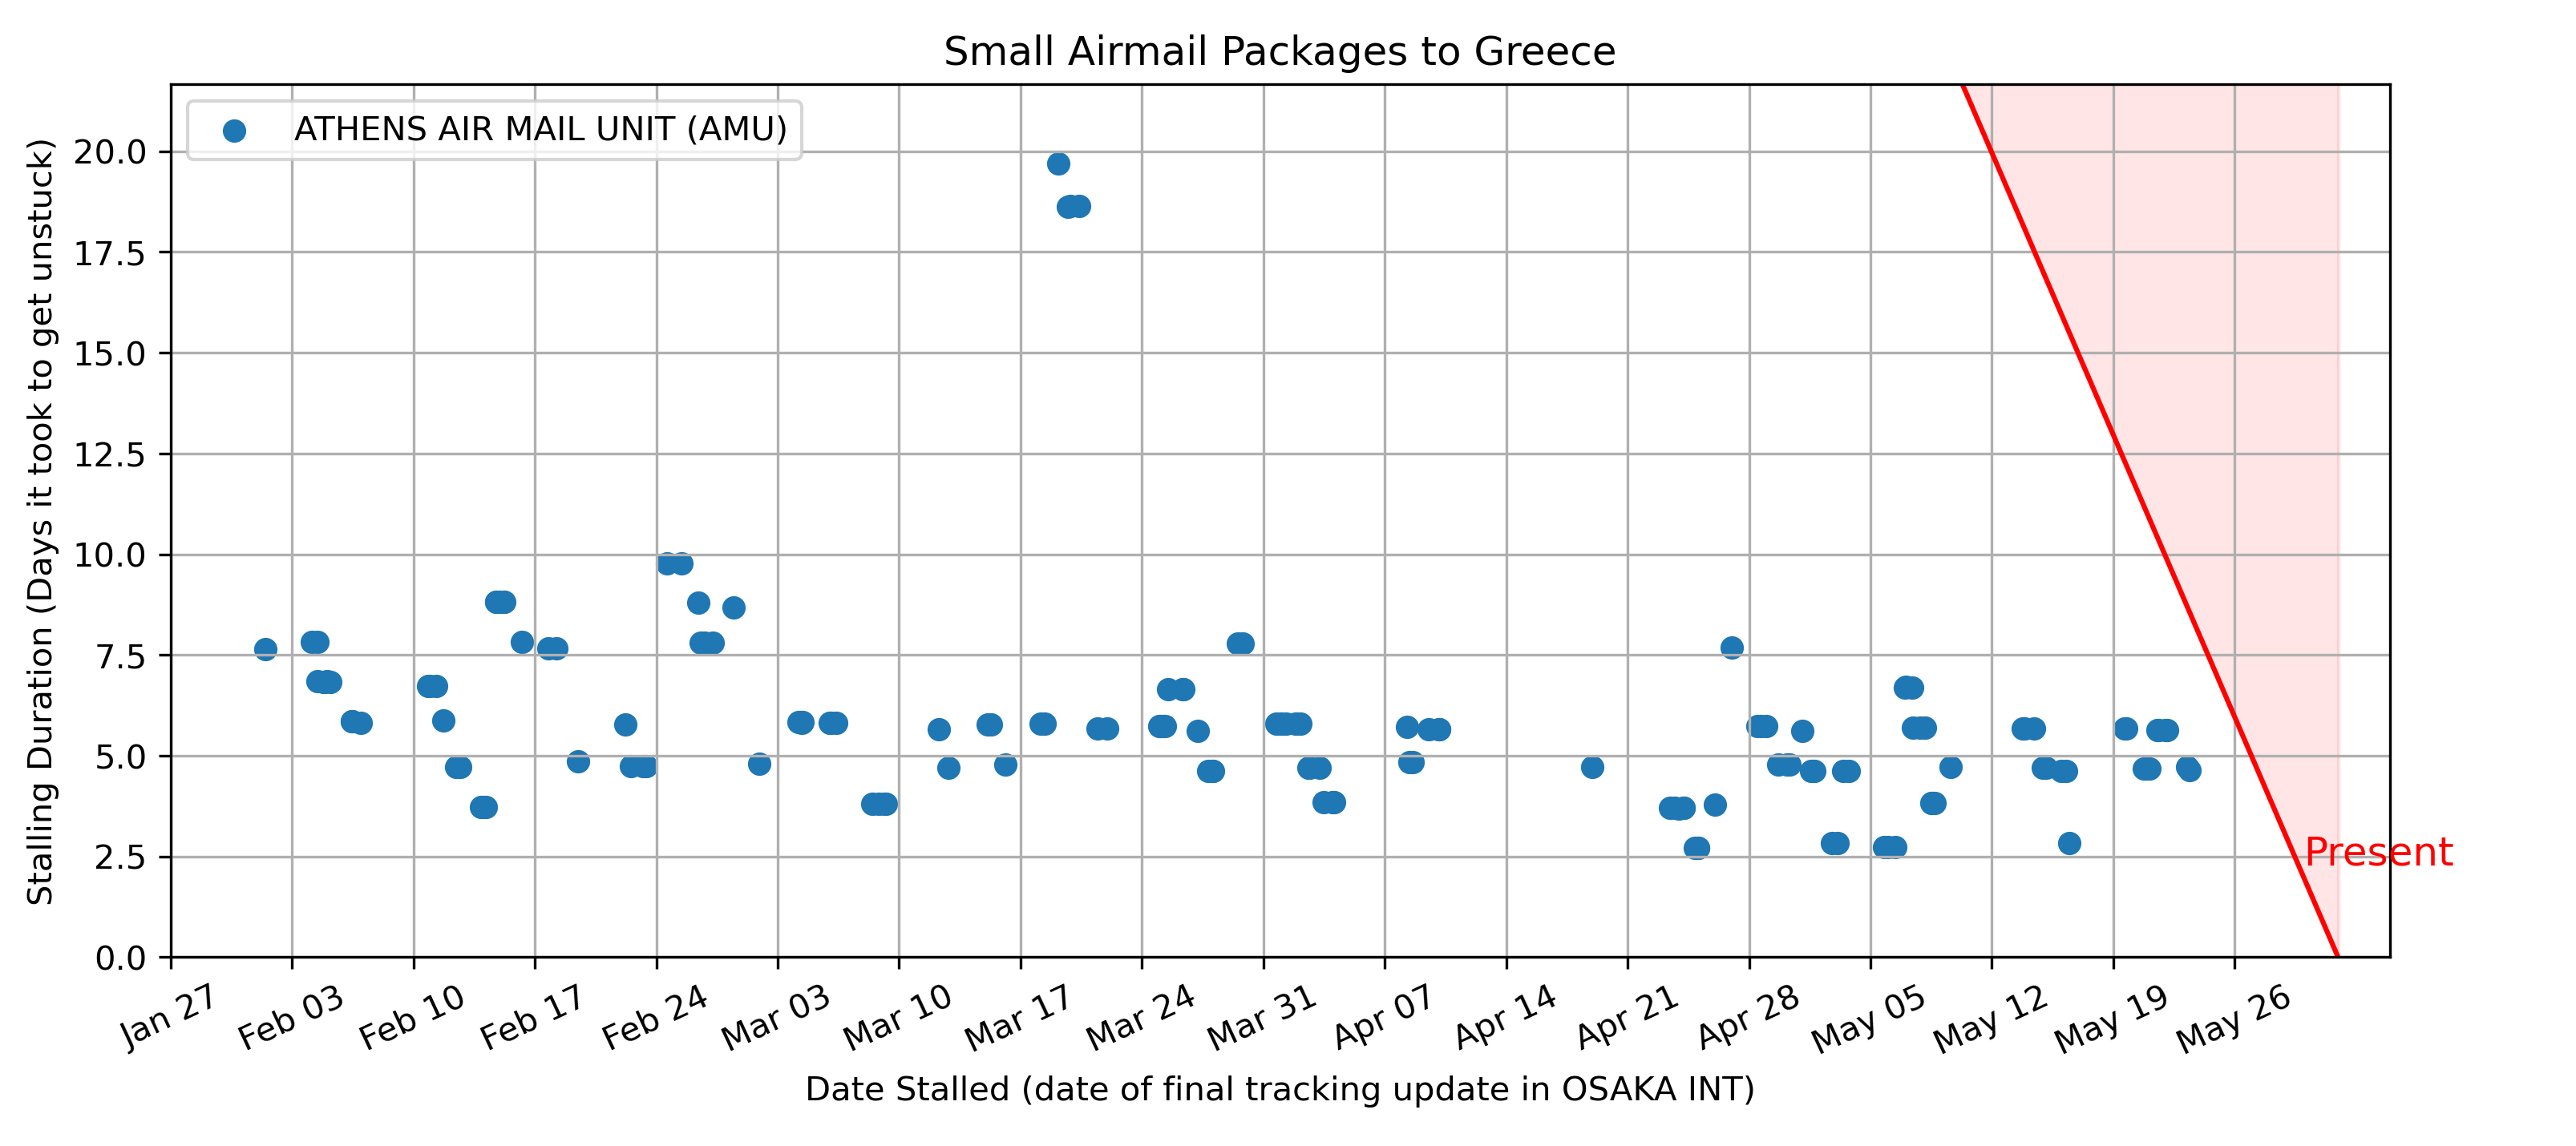 Small Airmail Packages to Greece
ATHENS AIR MAIL UNIT (AMU)
Stalling Duration (Days it took to get unstuck)
20.0
17.5
15.0
12.5
10.0
7.5
5.0
2.5
0.0
Present
Jan 27
Feb 03
Feb 10
Feb 17
Feb 24
Mar 03
Mar 10
Mar 17
Mar 24
Mar 31
Apr 07
Apr 14
Apr 21
Apr 28
May 05
May 12
May 19
May 26
Date Stalled (date of final tracking update in OSAKA INT)